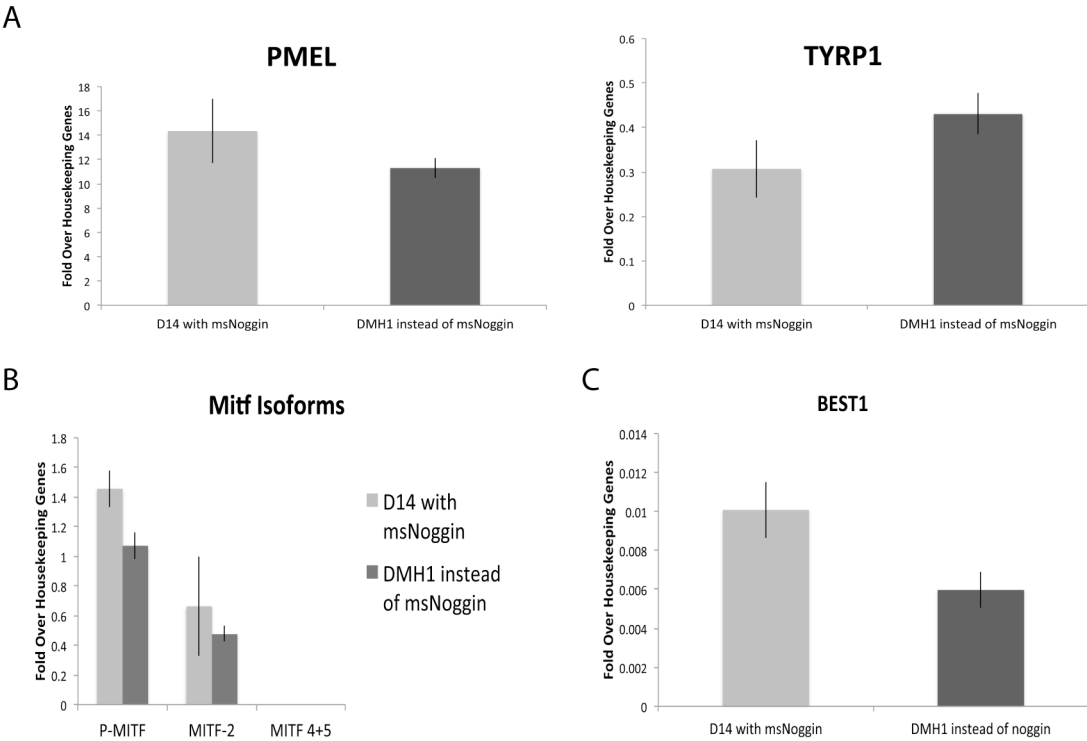 A
PMEL
Fold Over Housekeeping Genes
18
16
14
12
10
8
6
4
2
0
D14 with msNoggin
DMH1 instead of msNoggin
TYRP1
Fold Over Housekeeping Genes
0.6
0.5
0.4
0.3
0.2
0.1
0
D14 with msNoggin
DMH1 instead of msNoggin
B
Mitf Isoforms
Fold Over Housekeeping Genes
1.8
1.6
1.4
1.2
1
0.8
0.6
0.4
0.2
0
P-MITF
MITF-2
MITF 4+5
D14 with
msNoggin
DMH1 instead
of msNoggin
C
BEST1
Fold Over Housekeeping Genes
0.014
0.012
0.01
0.008
0.006
0.004
0.002
0
D14 with msNoggin
DMH1 instead of noggin